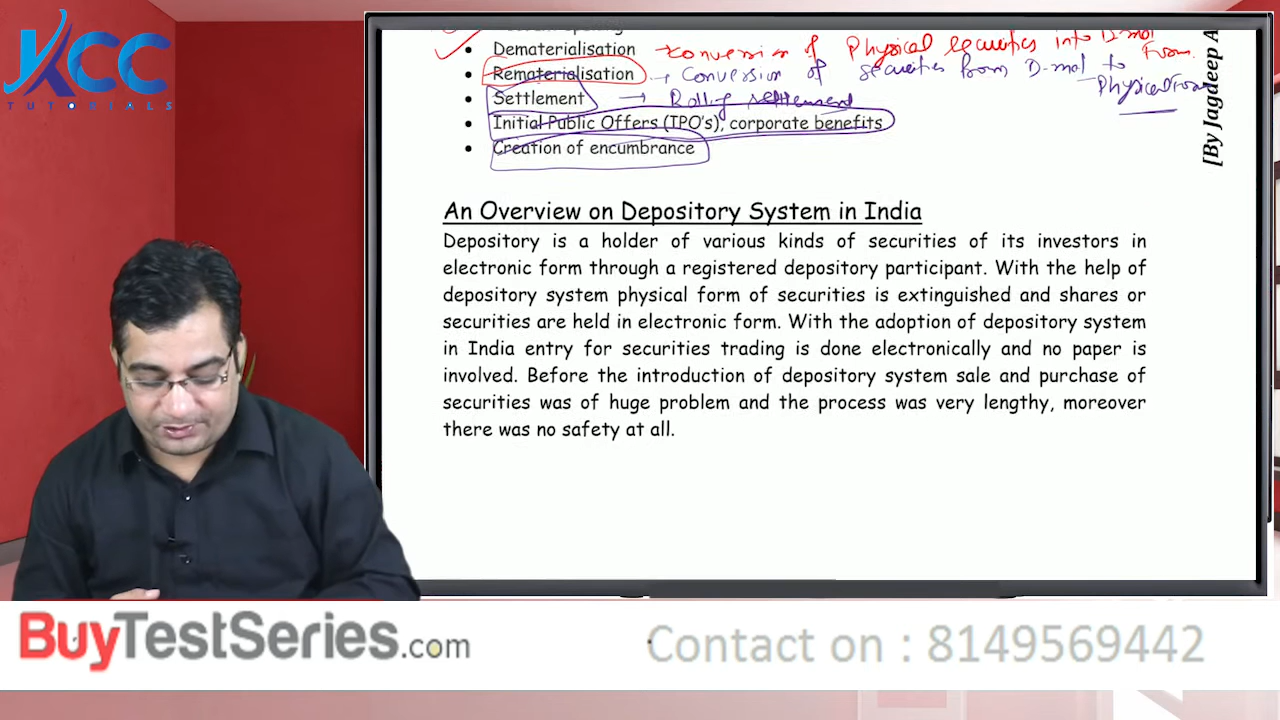 Dematerialisation → Conversion of Physical securities into D-mat
Form
• Rematerialisation → Conversion of securities from D-mat to
Physical Form
• Settlement → Rolling settlement
• Initial Public Offers (IPO's), corporate benefits
• Creation of encumbrance
[By Jagdeep A
An Overview on Depository System in India
Depository is a holder of various kinds of securities of its investors in
electronic form through a registered depository participant. With the help of
depository system physical form of securities is extinguished and shares or
securities are held in electronic form. With the adoption of depository system
in India entry for securities trading is done electronically and no paper is
involved. Before the introduction of depository system sale and purchase of
securities was of huge problem and the process was very lengthy, moreover
there was no safety at all.
KCC
TUTORIALS
BuyTestSeries.com
Contact on : 8149569442